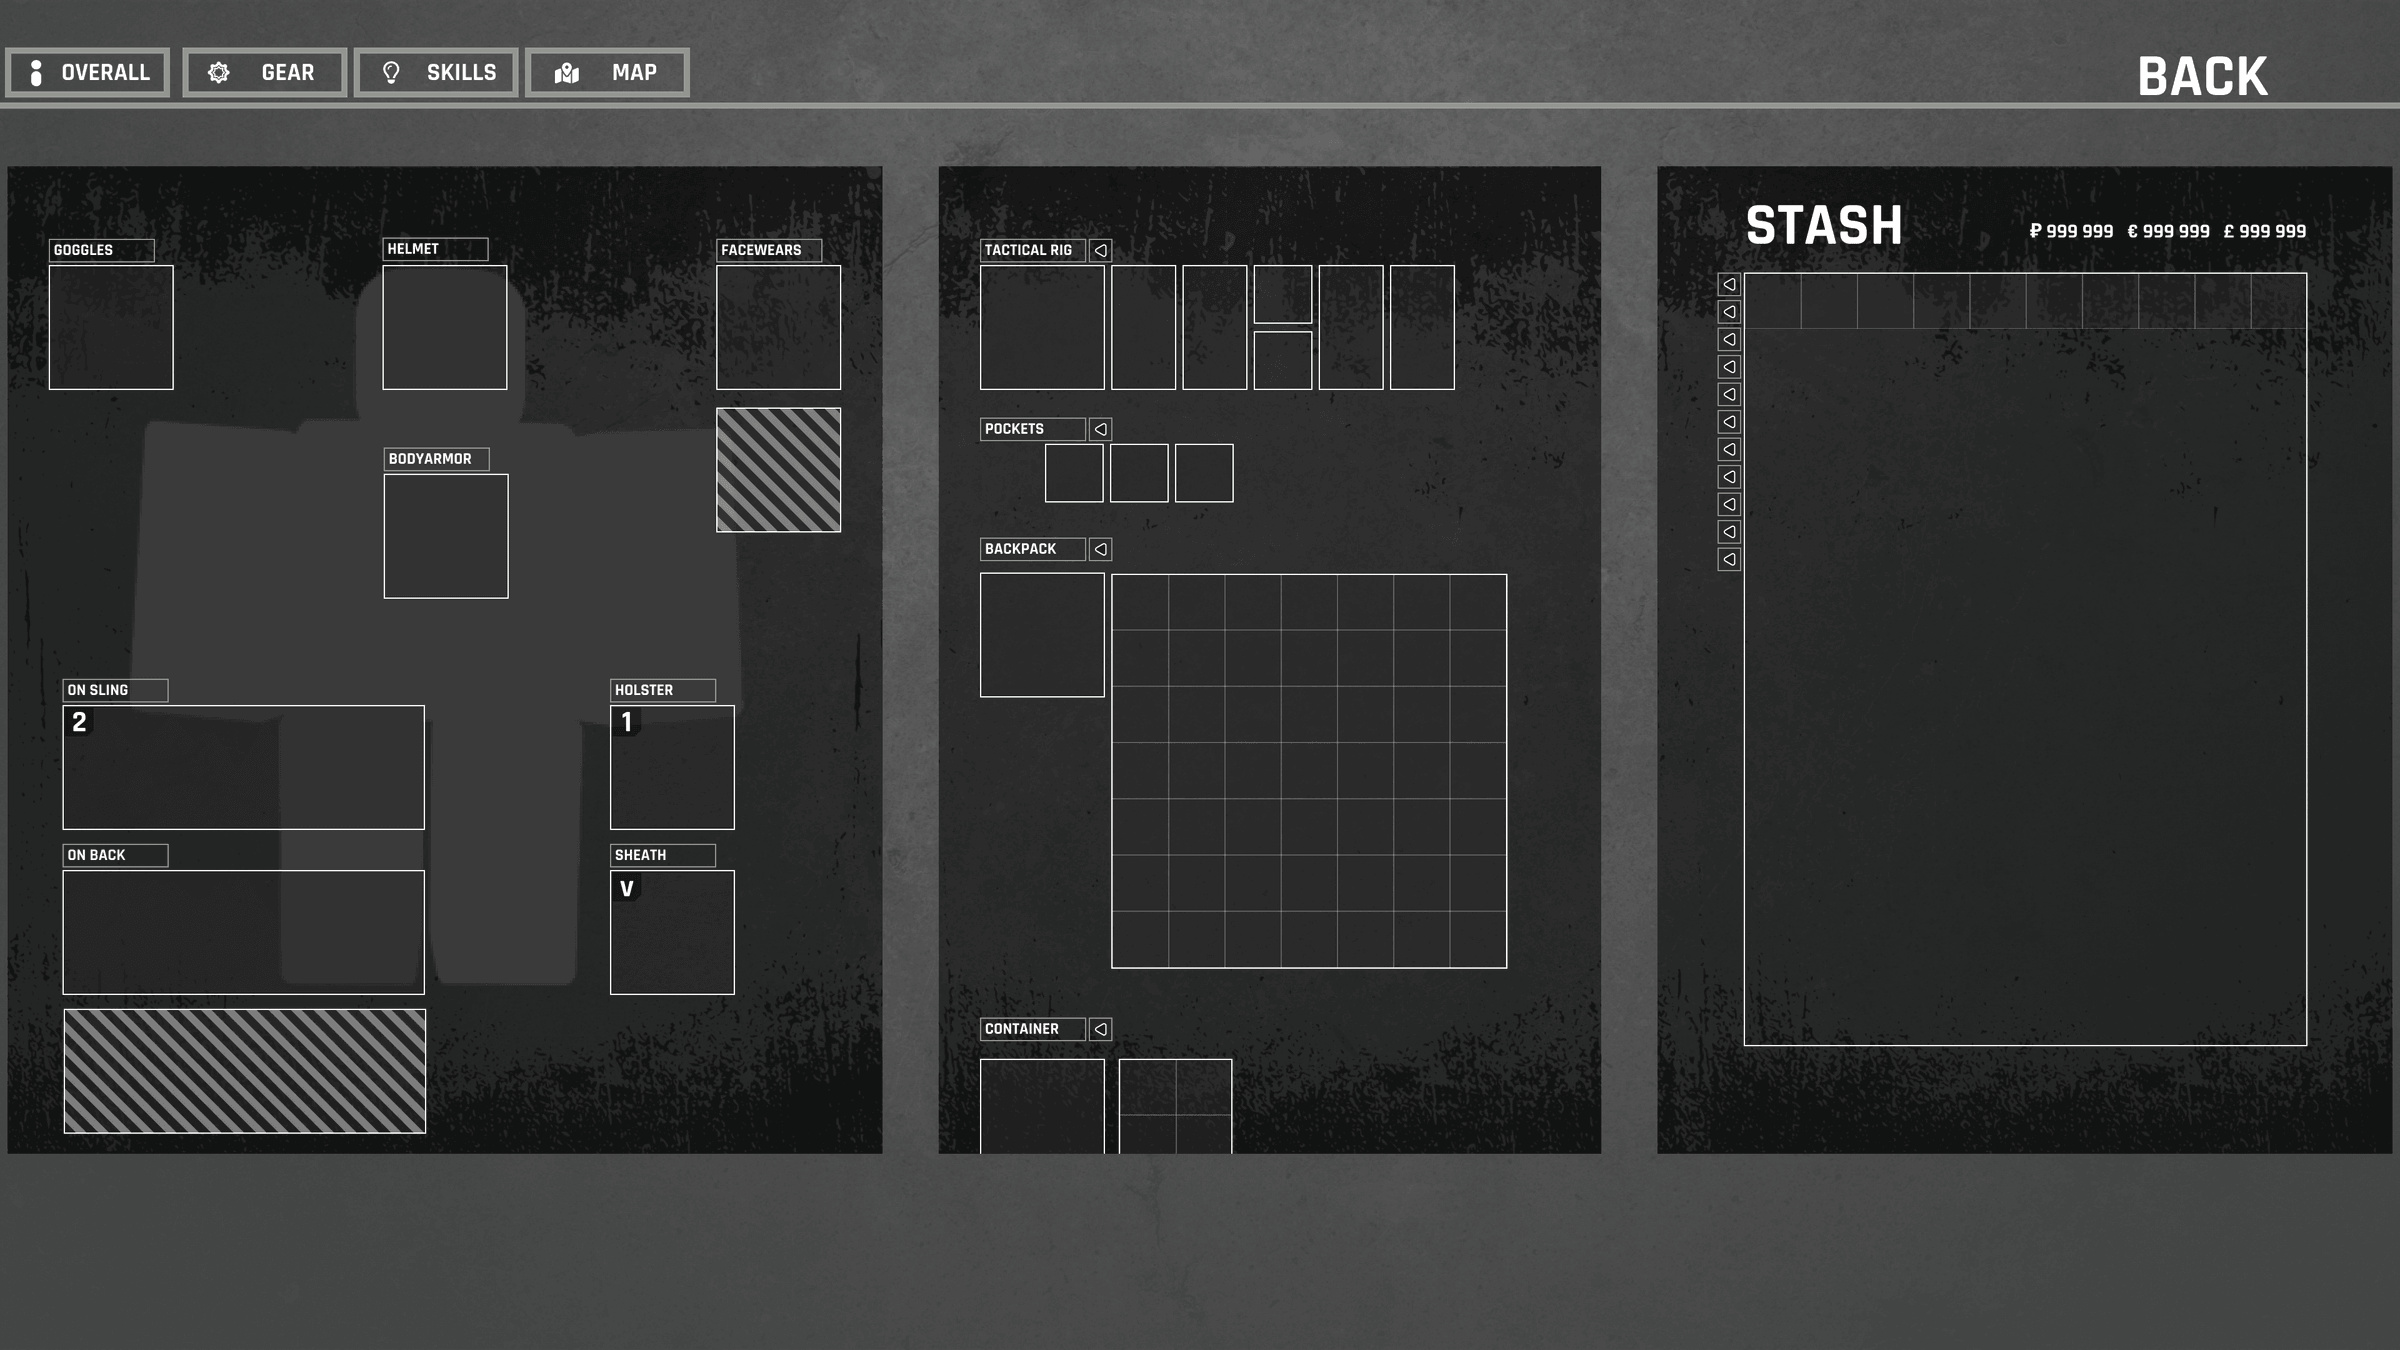 OVERALL
GEAR
SKILLS
MAP
BACK
GOGGLES
HELMET
FACEWEARS
BODYARMOR
ON SLING
2
HOLSTER
1
ON BACK
SHEATH
V
TACTICAL RIG
POCKETS
BACKPACK
CONTAINER
STASH
₽ 999 999 € 999 999 £ 999 999